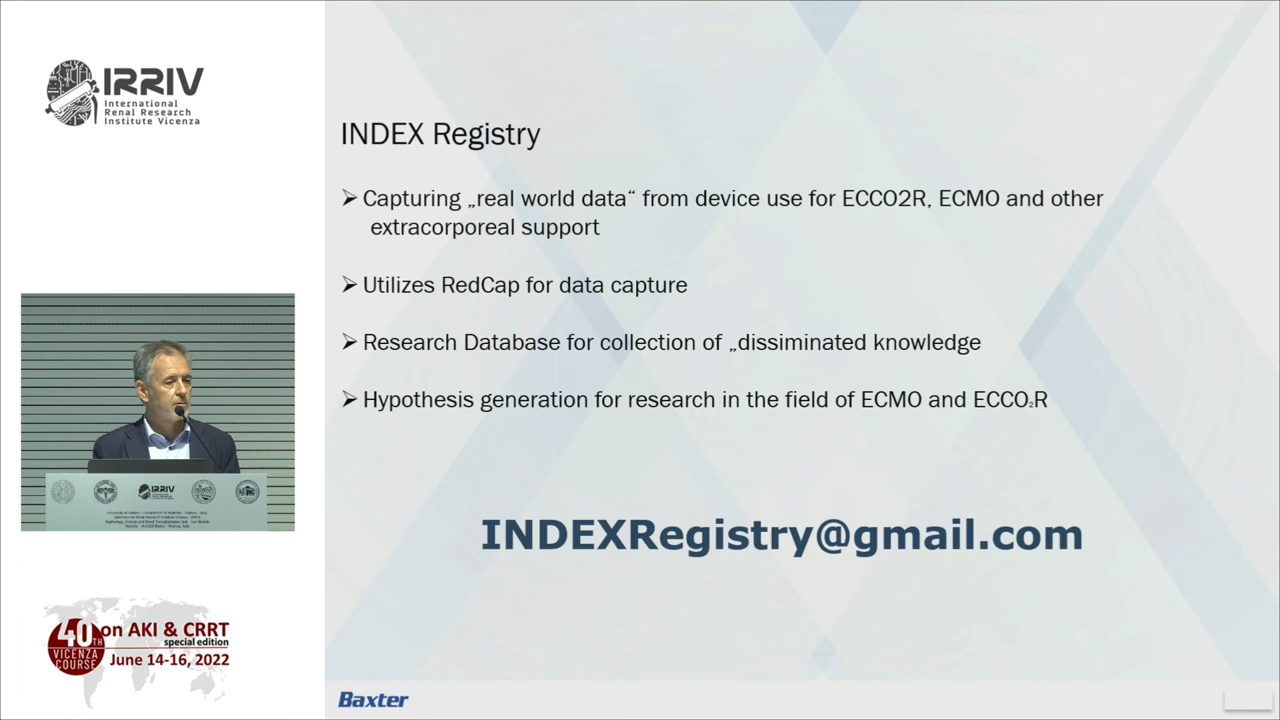 IRRIV
International
Renal Research
Institute Vicenza
INDEX Registry
➢ Capturing „real world data“ from device use for ECCO2R, ECMO and other
extracorporeal support
➢ Utilizes RedCap for data capture
➢ Research Database for collection of „dissiminated knowledge
➢ Hypothesis generation for research in the field of ECMO and ECCO₂R
INDEXRegistry@gmail.com
IRRIV
40TH on AKI & CRRT
special edition
VICENZA
COURSE
June 14-16, 2022
Baxter